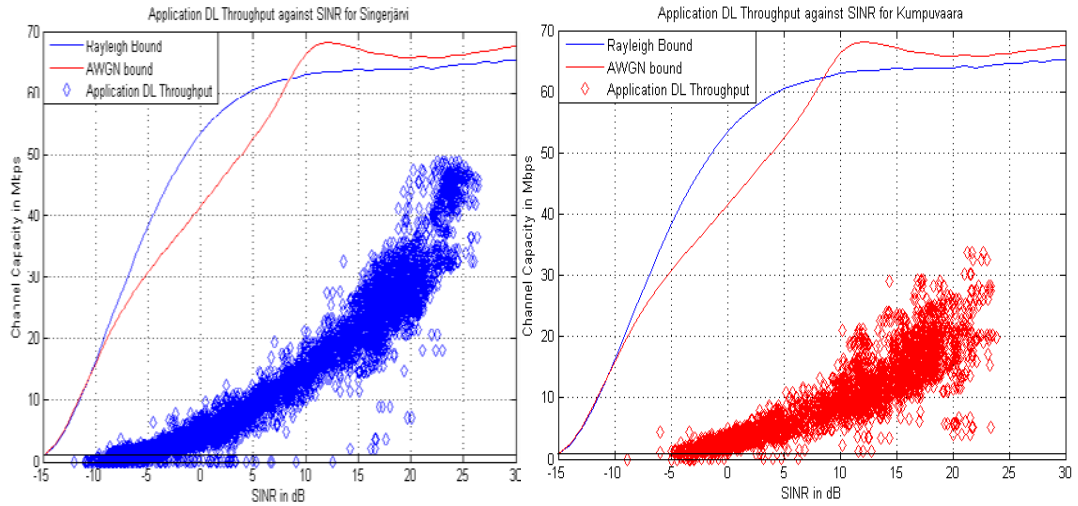 Application DL Throughput against SINR for Singerjärvi
Rayleigh Bound
AWGN bound
Application DL Throughput
Channel Capacity in Mbps
70
60
50
40
30
20
10
0
-15 -10 -5 0 5 10 15 20 25 30
SINR in dB
Application DL Throughput against SINR for Kumpuvaara
Rayleigh Bound
AWGN bound
Application DL Throughput
Channel Capacity in Mbps
70
60
50
40
30
20
10
0
-15 -10 -5 0 5 10 15 20 25 30
SINR in dB